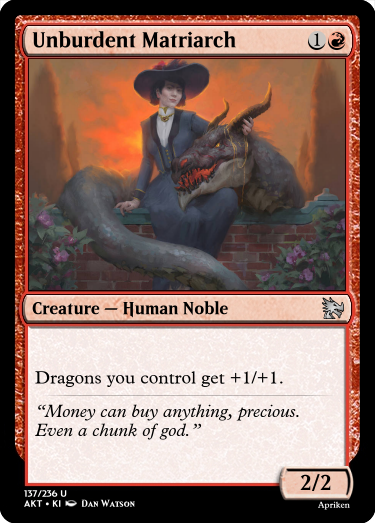 Unburdent Matriarch 1
Creature — Human Noble
Dragons you control get +1/+1.
“Money can buy anything, precious.
Even a chunk of god.”
2/2
137/236 U
AKT • KI DAN WATSON
Apriken